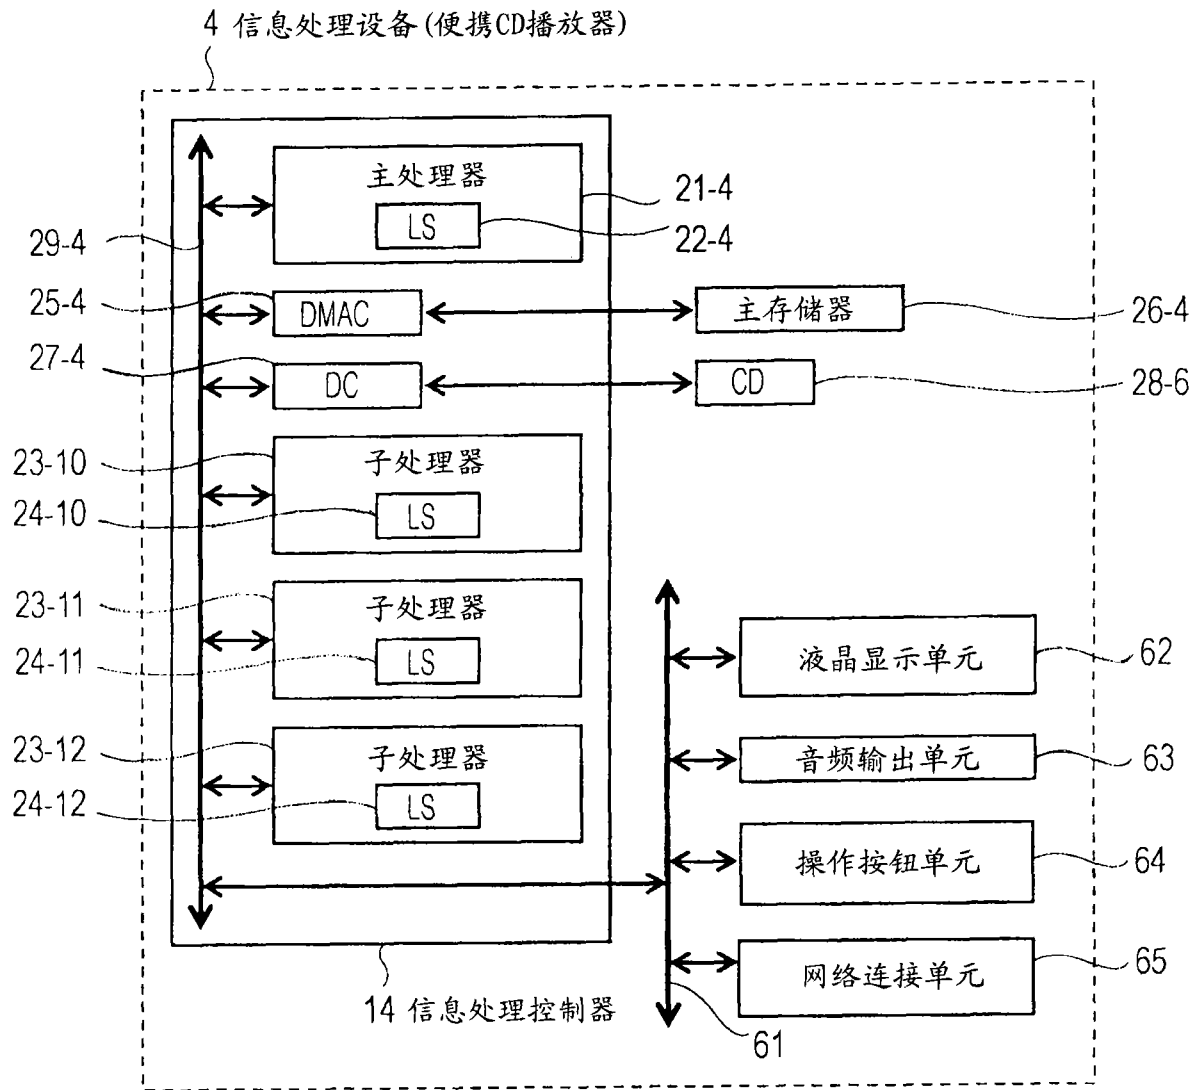 4 信息处理设备(便携CD播放器)
主处理器
LS
21-4
22-4
29-4
25-4
DMAC
主存储器
26-4
27-4
DC
CD
28-6
23-10
子处理器
24-10
LS
23-11
子处理器
24-11
LS
液晶显示单元
62
23-12
子处理器
24-12
LS
音频输出单元
63
操作按钮单元
64
网络连接单元
65
14 信息处理控制器
61